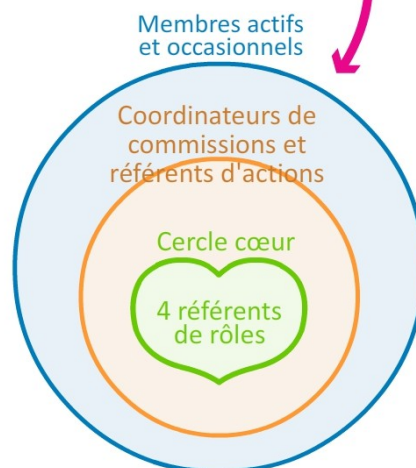 Membres actifs
et occasionnels
Coordinateurs de
commissions et
référents d'actions
Cercle cœur
4 référents
de rôles